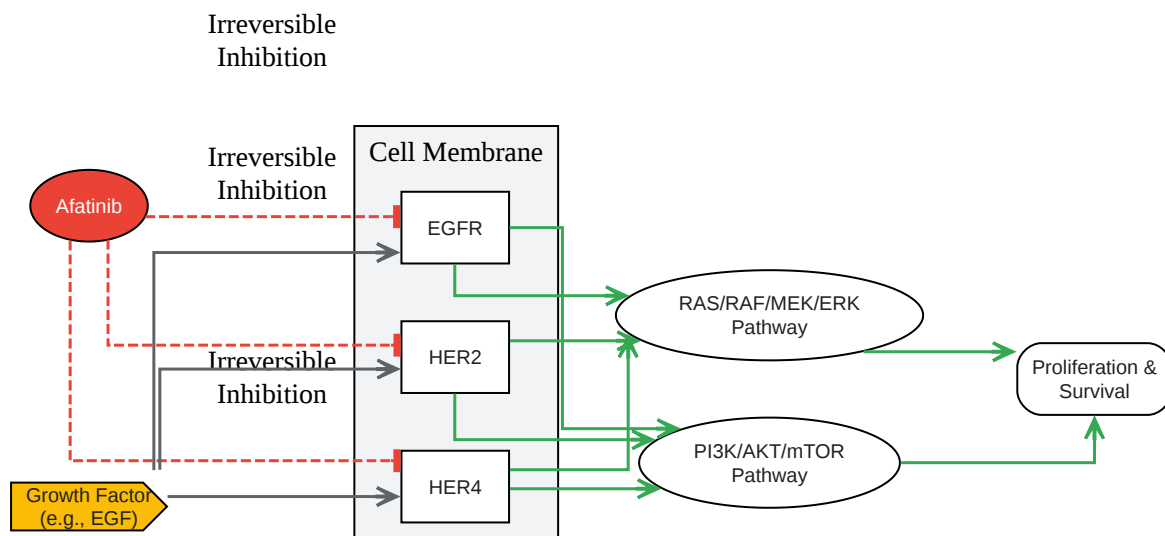 Irreversible
Inhibition
Irreversible
Inhibition
Cell Membrane
Afatinib
EGFR
RAS/RAF/MEK/ERK
Pathway
Irreversible
Inhibition
HER2
Proliferation &
Survival
PI3K/AKT/mTOR
Pathway
HER4
Growth Factor
(e.g., EGF)